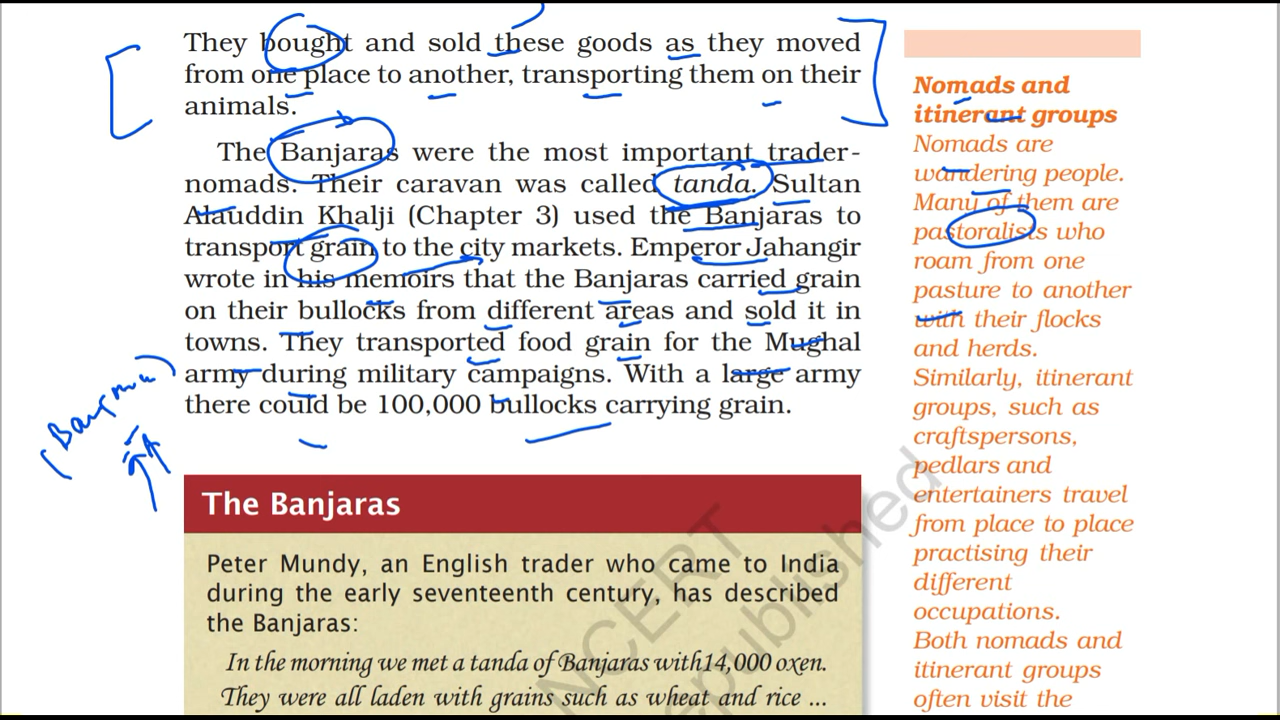 They bought and sold these goods as they moved
from one place to another, transporting them on their
animals.
The Banjaras were the most important trader-
nomads. Their caravan was called tanda. Sultan
Alauddin Khalji (Chapter 3) used the Banjaras to
transport grain to the city markets. Emperor Jahangir
wrote in his memoirs that the Banjaras carried grain
on their bullocks from different areas and sold it in
towns. They transported food grain for the Mughal
army during military campaigns. With a large army
there could be 100,000 bullocks carrying grain.
The Banjaras
Peter Mundy, an English trader who came to India
during the early seventeenth century, has described
the Banjaras:
In the morning we met a tanda of Banjaras with 14,000 oxen.
They were all laden with grains such as wheat and rice ...
Nomads and
itinerant groups
Nomads are
wandering people.
Many of them are
pastoralists who
roam from one
pasture to another
with their flocks
and herds.
Similarly, itinerant
groups, such as
craftspersons,
pedlars and
entertainers travel
from place to place
practising their
different
occupations.
Both nomads and
itinerant groups
often visit the
NCERT
republished